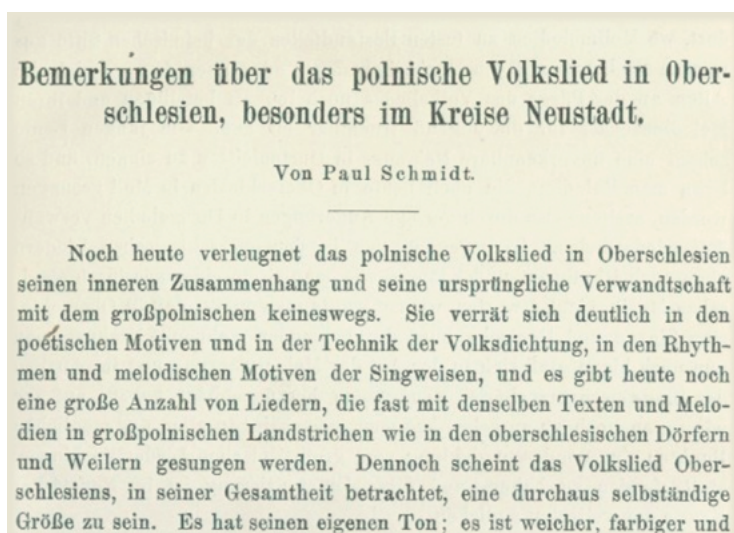 Bemerkungen über das polnische Volkslied in Ober-
schlesien, besonders im Kreise Neustadt.
Von Paul Schmidt.
Noch heute verleugnet das polnische Volkslied in Oberschlesien
seinen inneren Zusammenhang und seine ursprüngliche Verwandtschaft
mit dem großpolnischen keineswegs. Sie verrät sich deutlich in den
poetischen Motiven und in der Technik der Volksdichtung, in den Rhyth-
men und melodischen Motiven der Singweisen, und es gibt heute noch
eine große Anzahl von Liedern, die fast mit denselben Texten und Melo-
dien in großpolnischen Landstrichen wie in den oberschlesischen Dörfern
und Weilern gesungen werden. Dennoch scheint das Volkslied Ober-
schlesiens, in seiner Gesamtheit betrachtet, eine durchaus selbständige
Größe zu sein. Es hat seinen eigenen Ton; es ist weicher, farbiger und